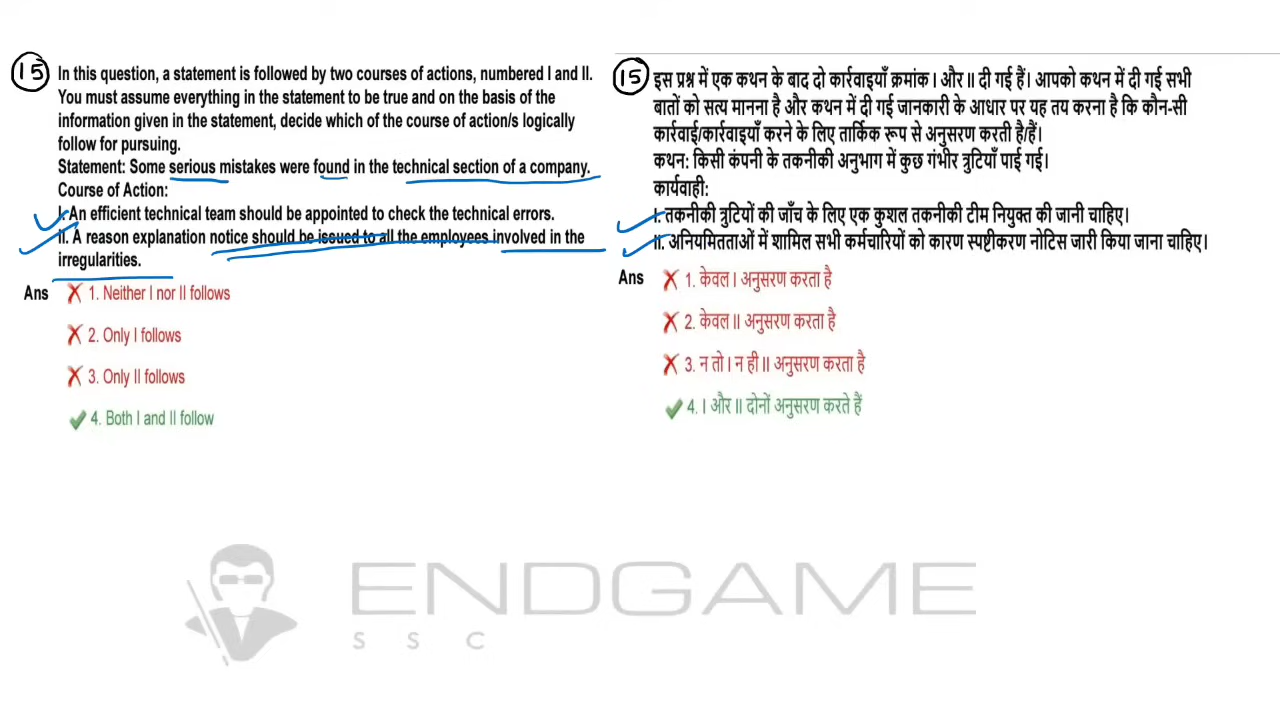 15
In this question, a statement is followed by two courses of actions, numbered I and II.
You must assume everything in the statement to be true and on the basis of the
information given in the statement, decide which of the course of action/s logically
follow for pursuing.
Statement: Some serious mistakes were found in the technical section of a company.
Course of Action:
I. An efficient technical team should be appointed to check the technical errors.
II. A reason explanation notice should be issued to all the employees involved in the
irregularities.
Ans
1. Neither I nor II follows
2. Only I follows
3. Only II follows
4. Both I and II follow
15
इस प्रश्न में एक कथन के बाद दो कार्रवाइयाँ क्रमांक I और II दी गई हैं। आपको कथन में दी गई सभी
बातों को सत्य मानना है और कथन में दी गई जानकारी के आधार पर यह तय करना है कि कौन-सी
कार्रवाई/कार्रवाइयाँ करने के लिए तार्किक रूप से अनुसरण करती है/हैं।
कथन: किसी कंपनी के तकनीकी अनुभाग में कुछ गंभीर त्रुटियाँ पाई गई।
कार्यवाही:
I. तकनीकी त्रुटियों की जाँच के लिए एक कुशल तकनीकी टीम नियुक्त की जानी चाहिए।
II. अनियमितताओं में शामिल सभी कर्मचारियों को कारण स्पष्टीकरण नोटिस जारी किया जाना चाहिए।
Ans
1. केवल I अनुसरण करता है
2. केवल II अनुसरण करता है
3. न तो I न ही II अनुसरण करता है
4. I और II दोनों अनुसरण करते हैं
ENDGAME
SSC